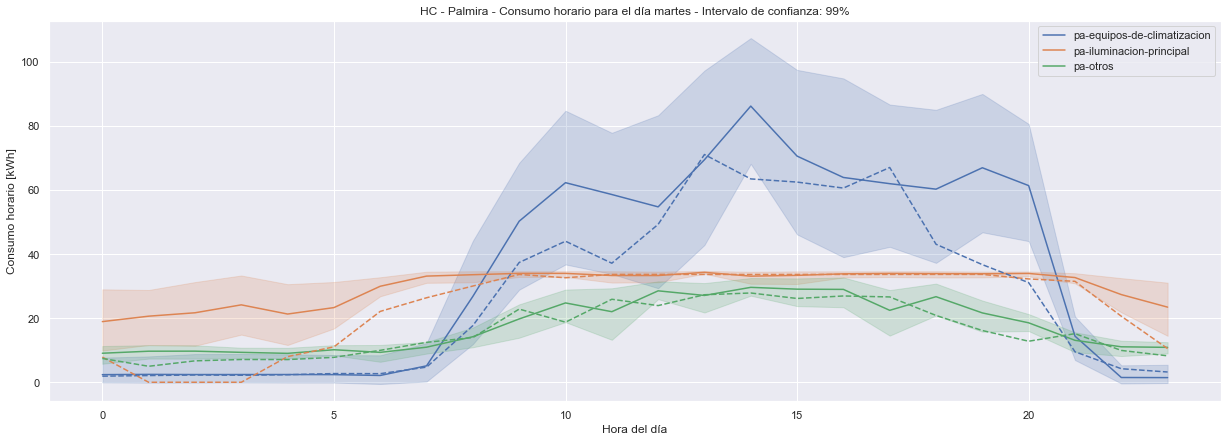 HC - Palmira - Consumo horario para el día martes - Intervalo de confianza: 99%
pa-equipos-de-climatizacion
pa-iluminacion-principal
pa-otros
Consumo horario [kWh]
100
80
60
40
20
0
0 5 10 15 20
Hora del día